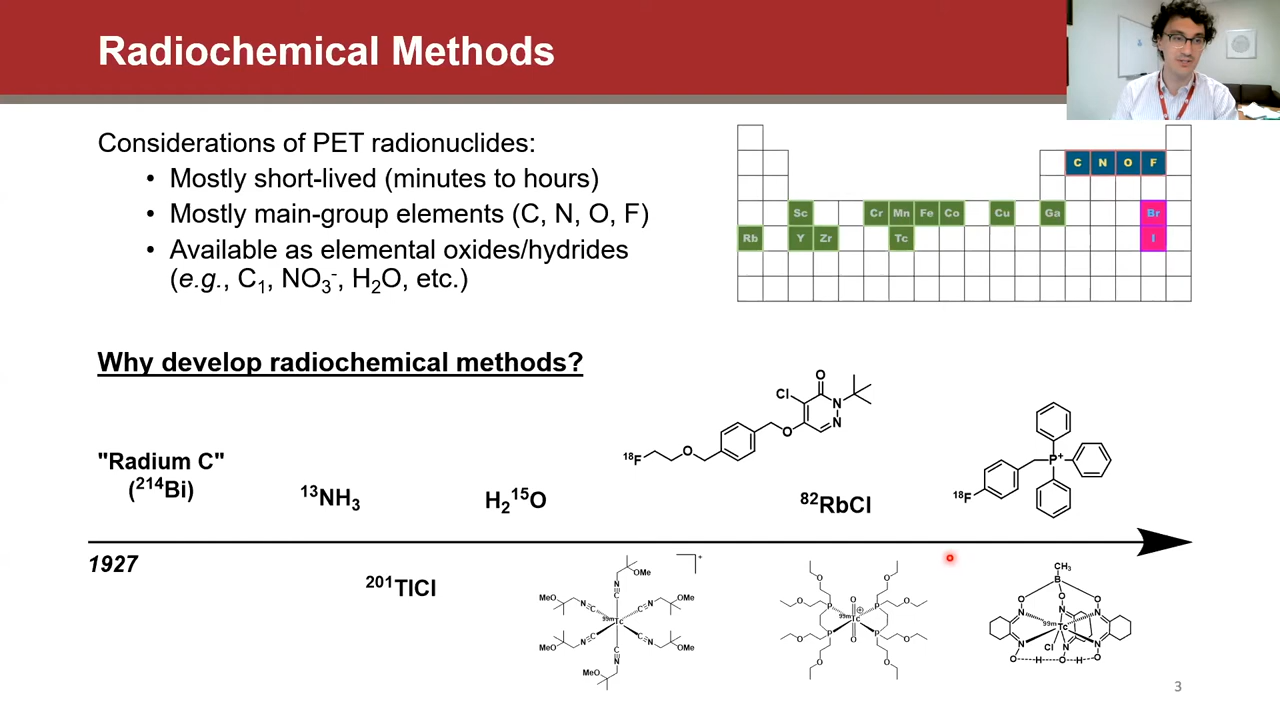 Radiochemical Methods
Considerations of PET radionuclides:
• Mostly short-lived (minutes to hours)
• Mostly main-group elements (C, N, O, F)
• Available as elemental oxides/hydrides
(e.g., C₁, NO₃⁻, H₂O, etc.)
C N O F
Sc Cr Mn Fe Co Cu Ga Br
Rb Y Zr Tc I
Why develop radiochemical methods?
"Radium C"
(²¹⁴Bi)
¹³NH₃
H₂¹⁵O
¹⁸F O O Cl O N N
⁸²RbCl
¹⁸F P⁺
1927
²⁰¹TlCl
OMe
N
C
MeO N C C N OMe
⁹⁹ᵐTc
MeO N C C N OMe
C
N
MeO
+
O O
O P P O
O
⁹⁹ᵐTc ⊕
O
O P P O
O O
CH₃
B
O O O
N N N
⁹⁹ᵐTc
Cl
N N N
O H O H O
3